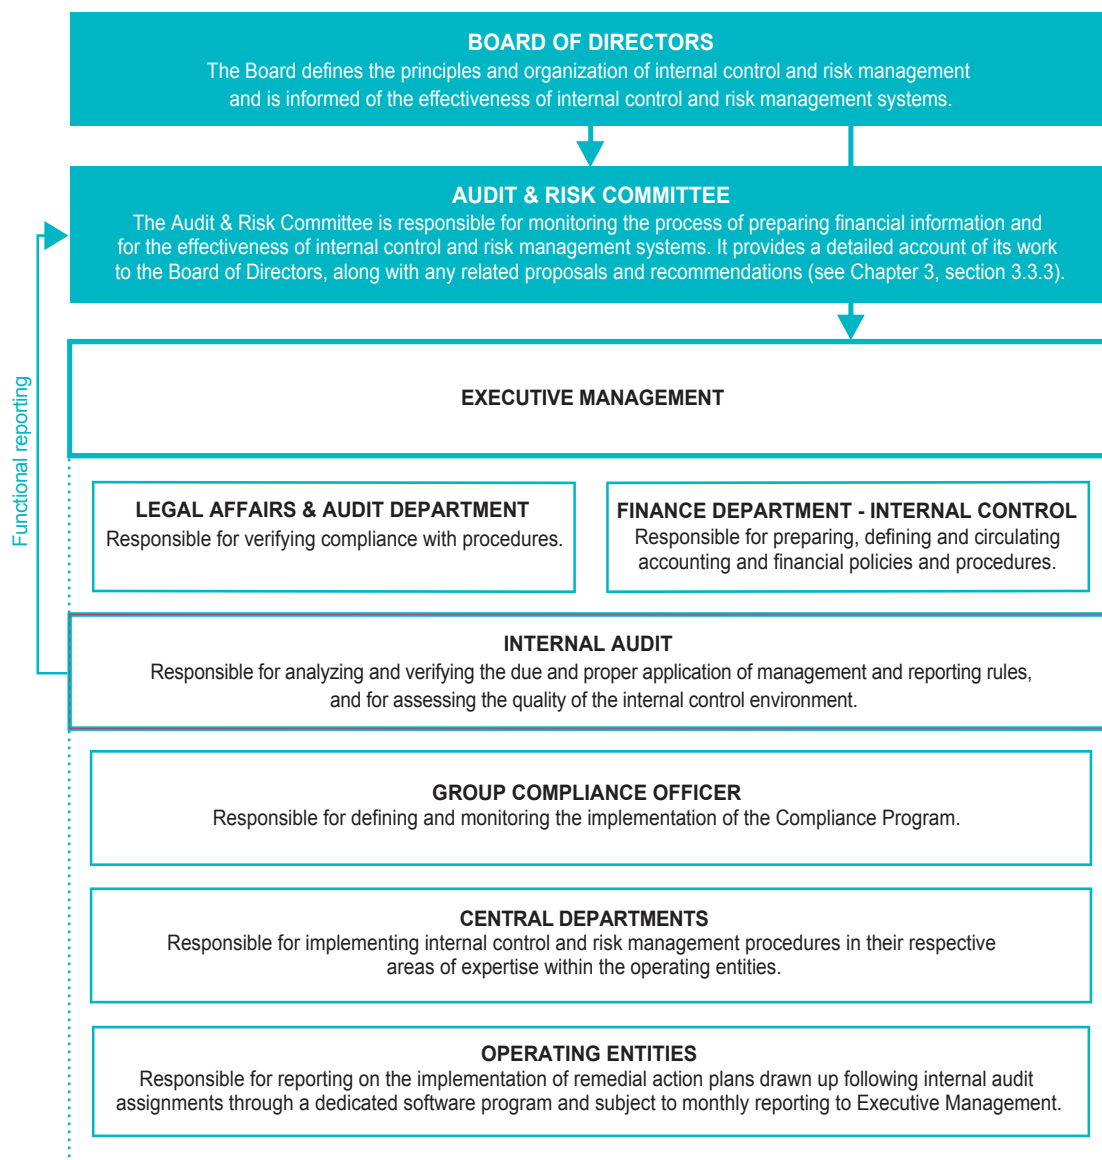 BOARD OF DIRECTORS
The Board defines the principles and organization of internal control and risk management
and is informed of the effectiveness of internal control and risk management systems.
AUDIT & RISK COMMITTEE
The Audit & Risk Committee is responsible for monitoring the process of preparing financial information and
for the effectiveness of internal control and risk management systems. It provides a detailed account of its work
to the Board of Directors, along with any related proposals and recommendations (see Chapter 3, section 3.3.3).
Functional reporting
EXECUTIVE MANAGEMENT
LEGAL AFFAIRS & AUDIT DEPARTMENT
Responsible for verifying compliance with procedures.
FINANCE DEPARTMENT - INTERNAL CONTROL
Responsible for preparing, defining and circulating
accounting and financial policies and procedures.
INTERNAL AUDIT
Responsible for analyzing and verifying the due and proper application of management and reporting rules,
and for assessing the quality of the internal control environment.
GROUP COMPLIANCE OFFICER
Responsible for defining and monitoring the implementation of the Compliance Program.
CENTRAL DEPARTMENTS
Responsible for implementing internal control and risk management procedures in their respective
areas of expertise within the operating entities.
OPERATING ENTITIES
Responsible for reporting on the implementation of remedial action plans drawn up following internal audit
assignments through a dedicated software program and subject to monthly reporting to Executive Management.